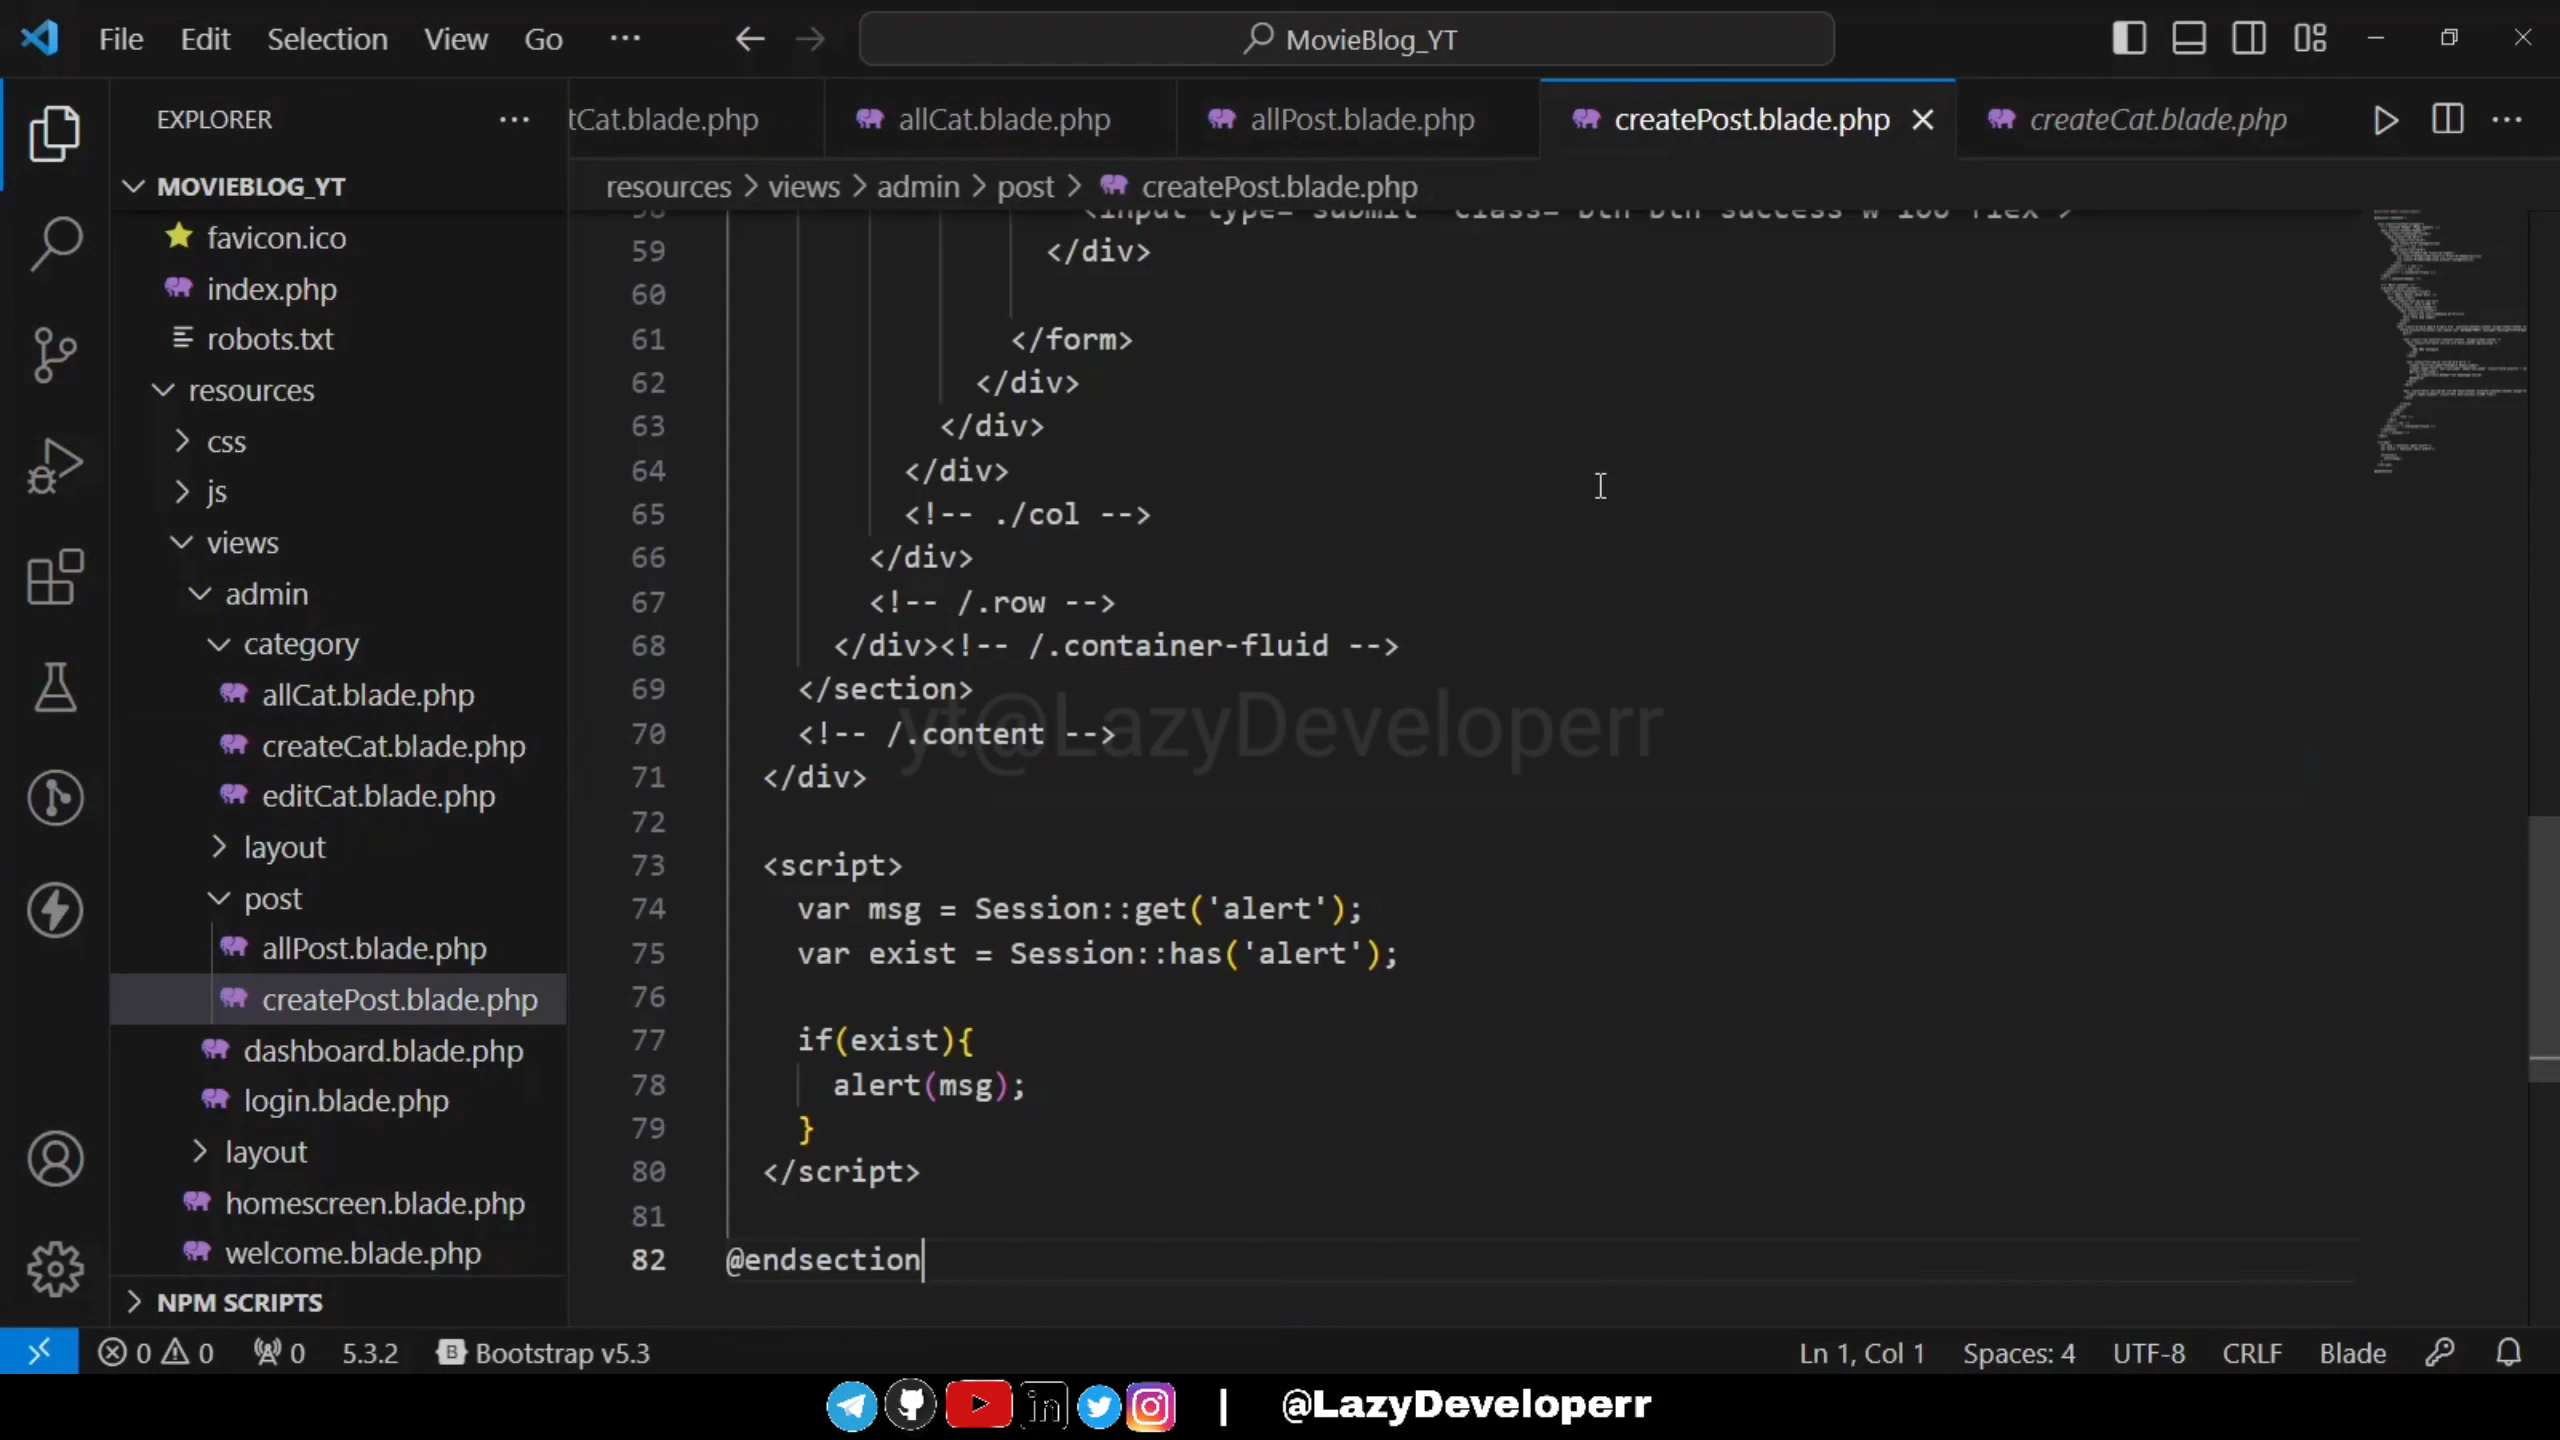 File Edit Selection View Go ··· MovieBlog_YT
EXPLORER ···
MOVIEBLOG_YT
favicon.ico
index.php
robots.txt
resources
css
js
views
admin
category
allCat.blade.php
createCat.blade.php
editCat.blade.php
layout
post
allPost.blade.php
createPost.blade.php
dashboard.blade.php
login.blade.php
layout
homescreen.blade.php
welcome.blade.php
NPM SCRIPTS
tCat.blade.php allCat.blade.php allPost.blade.php createPost.blade.php createCat.blade.php
resources > views > admin > post > createPost.blade.php
59 </div>
60
61 </form>
62 </div>
63 </div>
64 </div>
65 <!-- ./col -->
66 </div>
67 <!-- /.row -->
68 </div><!-- /.container-fluid -->
69 </section>
70 <!-- /.content -->
71 </div>
72
73 <script>
74 var msg = Session::get('alert');
75 var exist = Session::has('alert');
76
77 if(exist){
78 alert(msg);
79 }
80 </script>
81
82 @endsection
yt@LazyDeveloperr
0 0 0 5.3.2 B Bootstrap v5.3 Ln 1, Col 1 Spaces: 4 UTF-8 CRLF Blade
in | @LazyDeveloperr